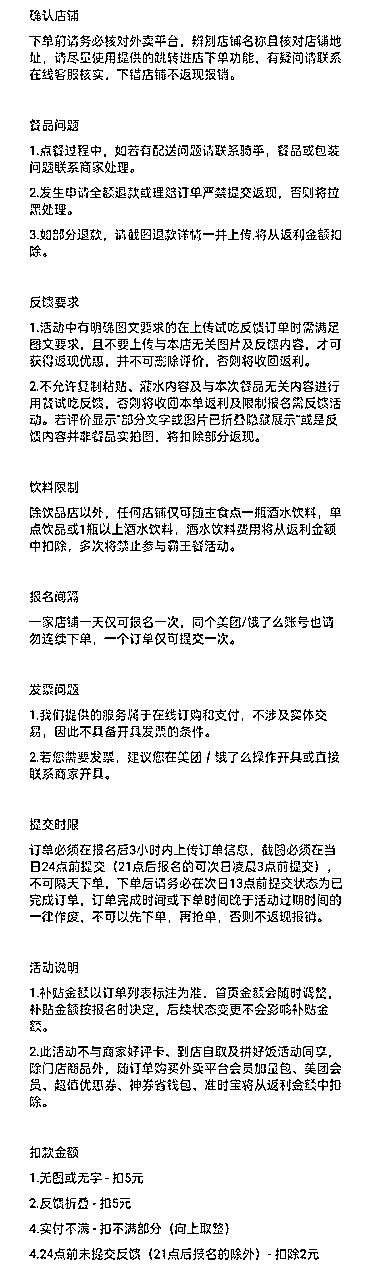 确认店铺
下单前请务必核对外卖平台，辨别店铺名称且核对店铺地
址，请尽量使用提供的跳转进店下单功能，有疑问请联系
在线客服核实，下错店铺不返现报销。
餐品问题
1.点餐过程中，如若有配送问题请联系骑手，餐品或包装
问题联系商家处理。
2.发生申请全额退款或理赔订单严禁提交返现，否则将拉
黑处理。
3.如部分退款，请截图退款详情一并上传,将从返利金额扣
除。
反馈要求
1.活动中有明确图文要求的在上传试吃反馈订单时需满足
图文要求，且不要上传与本店无关图片及反馈内容，才可
获得返现优惠，并不可删除评价，否则将收回返利。
2.不允许复制粘贴、灌水内容及与本次餐品无关内容进行
用餐试吃反馈，否则将收回本单返利及限制报名需反馈活
动。若评价显示“部分文字或图片已折叠隐藏展示”或是反
馈内容并非餐品实拍图，将扣除部分返现。
饮料限制
除饮品店以外，任何店铺仅可随主食点一瓶酒水饮料，单
点饮品或1瓶以上酒水饮料，酒水饮料费用将从返利金额
中扣除，多次将禁止参与霸王餐活动。
报名间隔
一家店铺一天仅可报名一次，同个美团/饿了么账号也请
勿连续下单，一个订单仅可提交一次。
发票问题
1.我们提供的服务属于在线订购和支付，不涉及实体交
易，因此不具备开具发票的条件。
2.若您需要发票，建议您在美团 / 饿了么操作开具或直接
联系商家开具。
提交时限
订单必须在报名后3小时内上传订单信息，截图必须在当
日24点前提交（21点后报名的可次日凌晨3点前提交），
不可隔天下单，下单后请务必在次日13点前提交状态为已
完成订单，订单完成时间或下单时间晚于活动过期时间的
一律作废，不可以先下单，再抢单，否则不返现报销。
活动说明
1.补贴金额以订单列表标注为准，首页金额会随时调整，
补贴金额按报名时决定，后续状态变更不会影响补贴金
额。
2.此活动不与商家好评卡、到店自取及拼好饭活动同享，
除门店商品外，随订单购买外卖平台会员加量包、美团会
员、超值优惠券、神券省钱包、准时宝将从返利金额中扣
除。
扣款金额
1.无图或无字 - 扣5元
2.反馈折叠 - 扣5元
4.实付不满 - 扣不满部分（向上取整）
4.24点前未提交反馈（21点后报名的除外）- 扣除2元